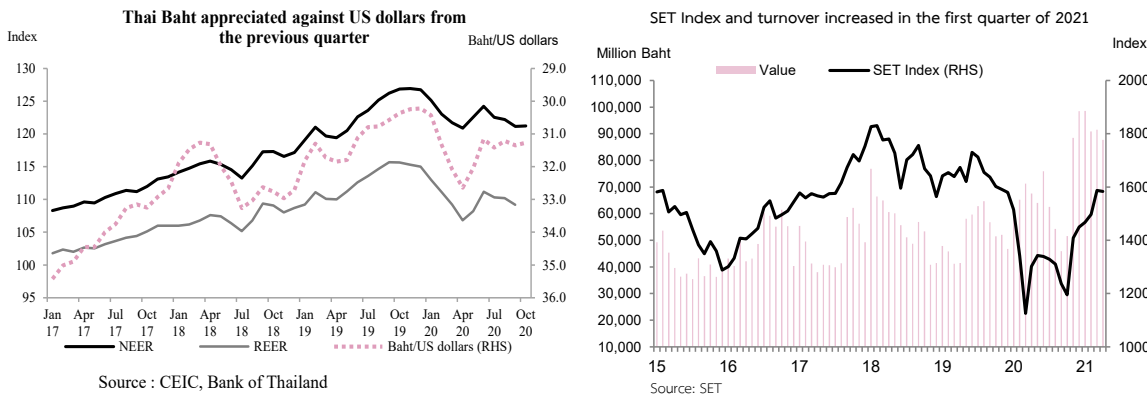 Thai Baht appreciated against US dollars from
the previous quarter
Index
Baht/US dollars
130
125
120
115
110
105
100
95
29.0
30.0
31.0
32.0
33.0
34.0
35.0
36.0
Jan Apr Jul Oct Jan Apr Jul Oct Jan Apr Jul Oct Jan Apr Jul Oct
17 17 17 17 18 18 18 18 19 19 19 19 20 20 20 20
NEER REER Baht/US dollars (RHS)
Source : CEIC, Bank of Thailand
SET Index and turnover increased in the first quarter of 2021
Million Baht
Index
Value SET Index (RHS)
110,000
100,000
90,000
80,000
70,000
60,000
50,000
40,000
30,000
20,000
10,000
2000
1800
1600
1400
1200
1000
15 16 17 18 19 20 21
Source: SET